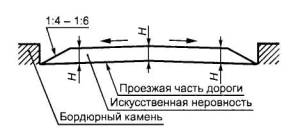 1:4 – 1:6
H
H
H
Проезжая часть дороги
Искусственная неровность
Бордюрный камень